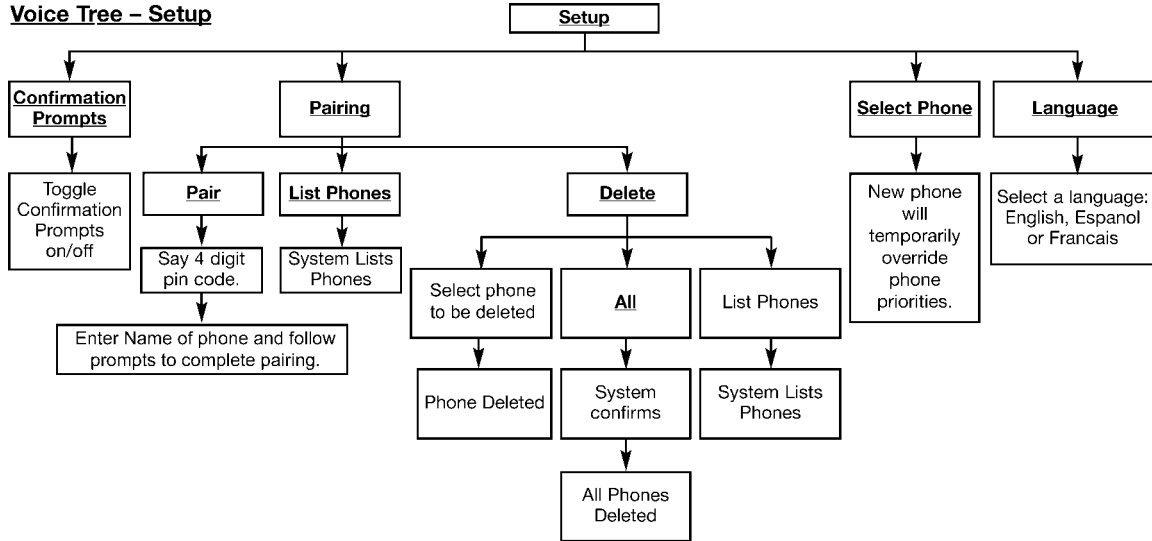 Voice Tree – Setup
Setup
Confirmation
Prompts
Pairing
Select Phone
Language
Toggle
Confirmation
Prompts
on/off
Pair
List Phones
Delete
New phone
will
temporarily
override
phone
priorities.
Select a language:
English, Espanol
or Francais
Say 4 digit
pin code.
System Lists
Phones
Select phone
to be deleted
All
List Phones
Enter Name of phone and follow
prompts to complete pairing.
Phone Deleted
System
confirms
System Lists
Phones
All Phones
Deleted